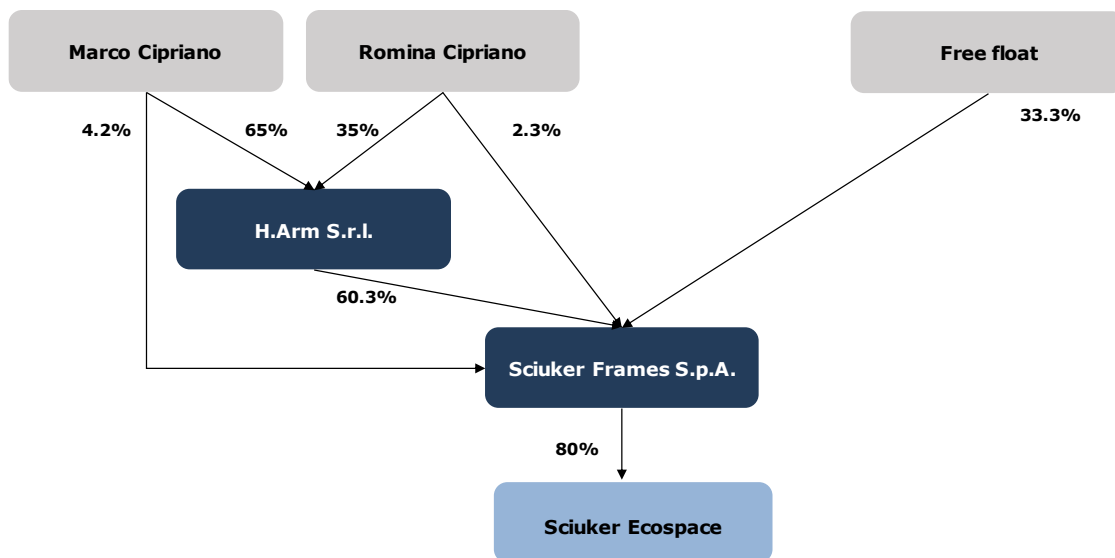 Marco Cipriano
Romina Cipriano
Free float
4.2%
65%
35%
2.3%
33.3%
H.Arm S.r.l.
60.3%
Sciuker Frames S.p.A.
80%
Sciuker Ecospace